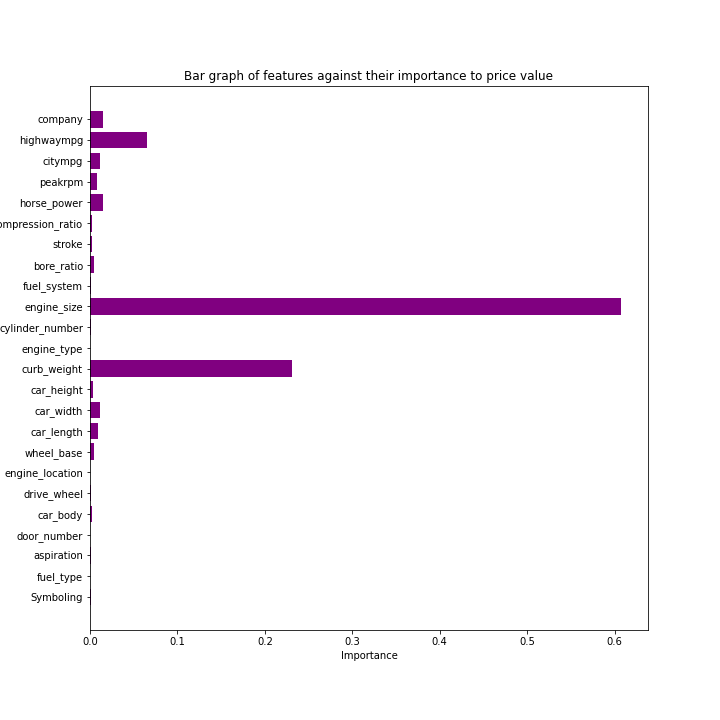 Bar graph of features against their importance to price value
company
highwaympg
citympg
peakrpm
horse_power
ompression_ratio
stroke
bore_ratio
fuel_system
engine_size
cylinder_number
engine_type
curb_weight
car_height
car_width
car_length
wheel_base
engine_location
drive_wheel
car_body
door_number
aspiration
fuel_type
Symboling
0.0 0.1 0.2 0.3 0.4 0.5 0.6
Importance